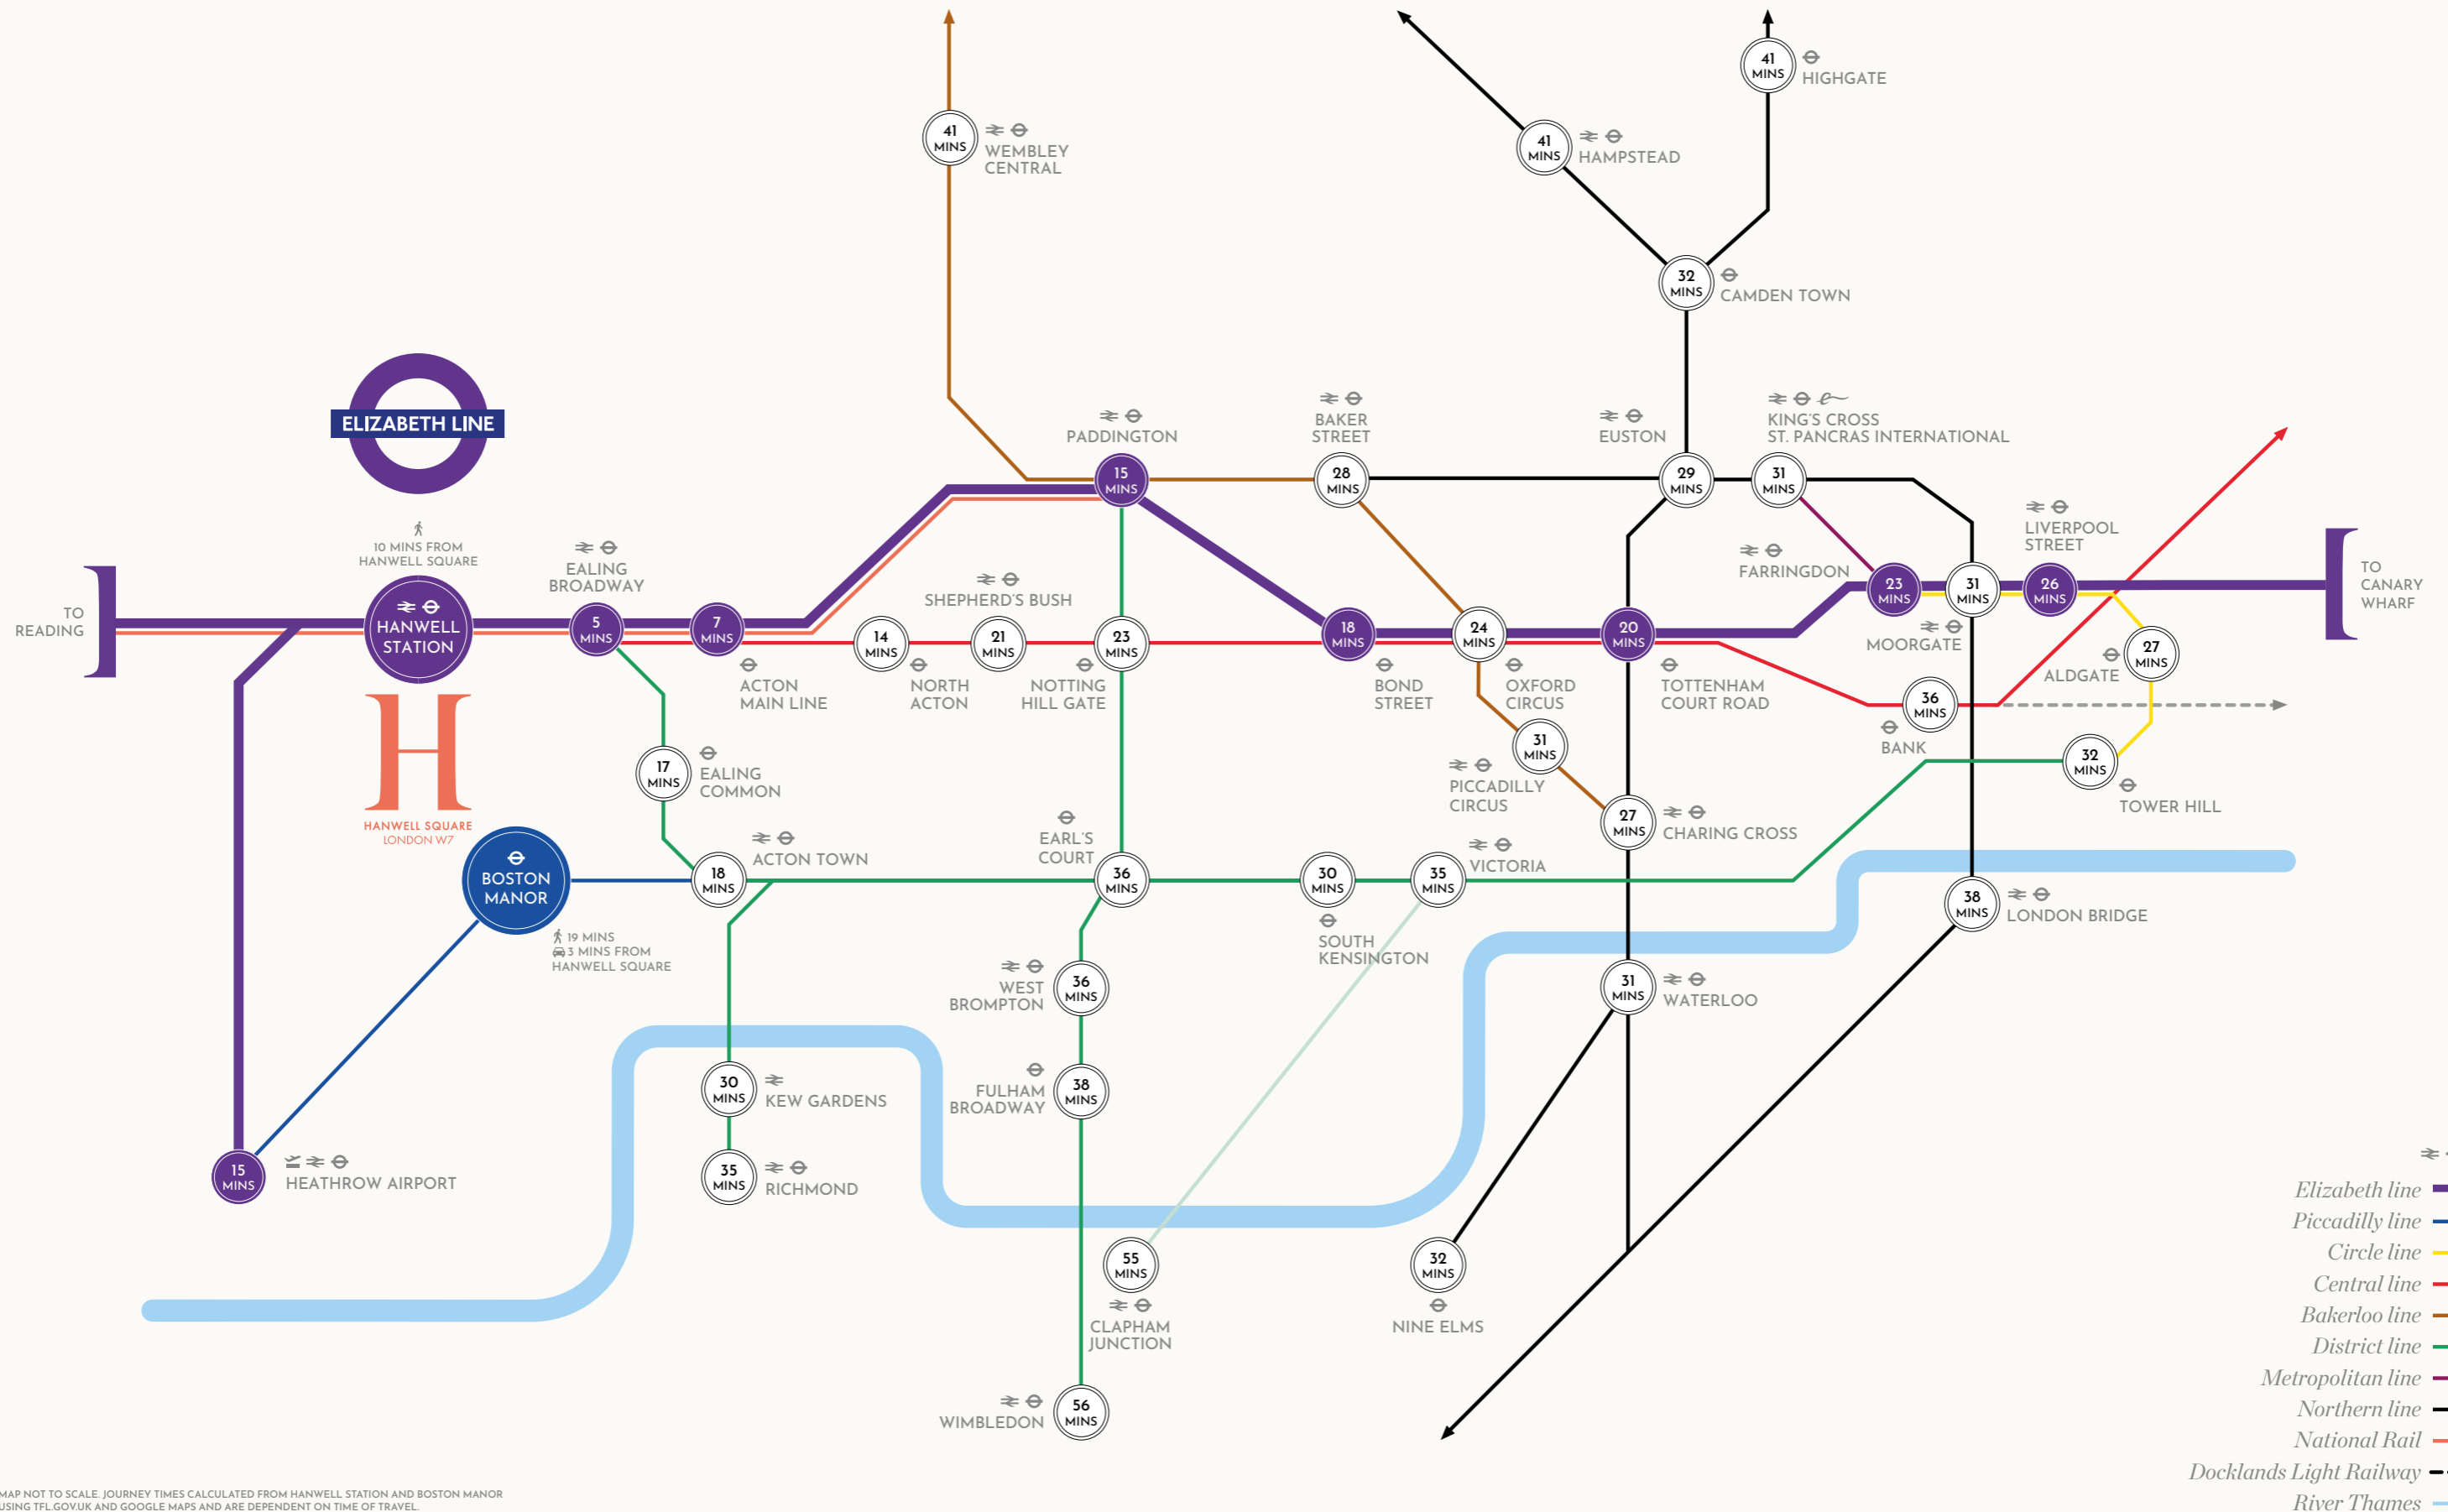 41
MINS
HIGHGATE
41
MINS
WEMBLEY
CENTRAL
41
MINS
HAMPSTEAD
32
MINS
CAMDEN TOWN
ELIZABETH LINE
PADDINGTON
15
MINS
BAKER
STREET
28
MINS
EUSTON
29
MINS
KING'S CROSS
ST. PANCRAS INTERNATIONAL
31
MINS
LIVERPOOL
STREET
26
MINS
10 MINS FROM
HANWELL SQUARE
TO
READING
HANWELL
STATION
EALING
BROADWAY
5
MINS
7
MINS
ACTON
MAIN LINE
14
MINS
NORTH
ACTON
SHEPHERD'S BUSH
21
MINS
23
MINS
NOTTING
HILL GATE
18
MINS
BOND
STREET
24
MINS
OXFORD
CIRCUS
20
MINS
TOTTENHAM
COURT ROAD
FARRINGDON
23
MINS
31
MINS
MOORGATE
TO
CANARY
WHARF
27
MINS
ALDGATE
36
MINS
BANK
32
MINS
TOWER HILL
H
HANWELL SQUARE
LONDON W7
17
MINS
EALING
COMMON
31
MINS
PICCADILLY
CIRCUS
27
MINS
CHARING CROSS
BOSTON
MANOR
19 MINS
3 MINS FROM
HANWELL SQUARE
18
MINS
ACTON TOWN
EARL'S
COURT
36
MINS
30
MINS
SOUTH
KENSINGTON
35
MINS
VICTORIA
38
MINS
LONDON BRIDGE
WEST
BROMPTON
36
MINS
31
MINS
WATERLOO
30
MINS
KEW GARDENS
FULHAM
BROADWAY
38
MINS
15
MINS
HEATHROW AIRPORT
35
MINS
RICHMOND
55
MINS
CLAPHAM
JUNCTION
32
MINS
NINE ELMS
WIMBLEDON
56
MINS
Elizabeth line
Piccadilly line
Circle line
Central line
Bakerloo line
District line
Metropolitan line
Northern line
National Rail
Docklands Light Railway
River Thames
MAP NOT TO SCALE. JOURNEY TIMES CALCULATED FROM HANWELL STATION AND BOSTON MANOR
USING TFL.GOV.UK AND GOOGLE MAPS AND ARE DEPENDENT ON TIME OF TRAVEL.